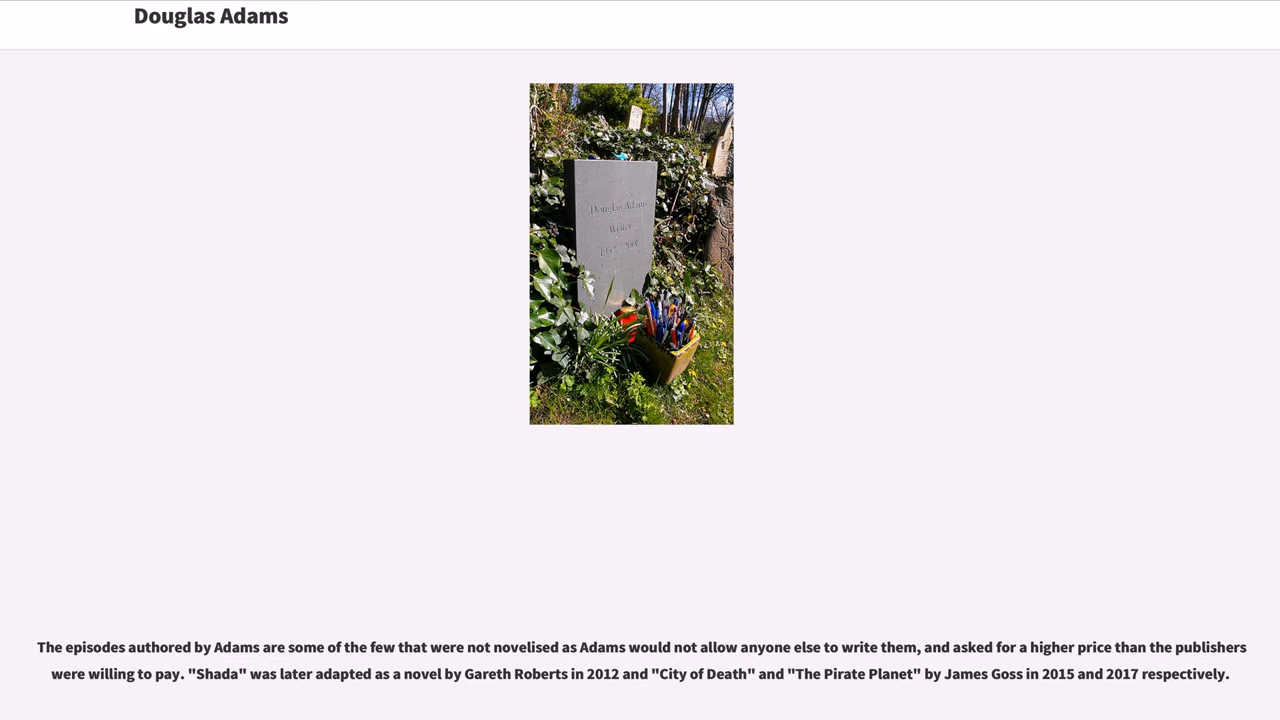 Douglas Adams
Douglas Adams
Writer
The episodes authored by Adams are some of the few that were not novelised as Adams would not allow anyone else to write them, and asked for a higher price than the publishers
were willing to pay. "Shada" was later adapted as a novel by Gareth Roberts in 2012 and "City of Death" and "The Pirate Planet" by James Goss in 2015 and 2017 respectively.